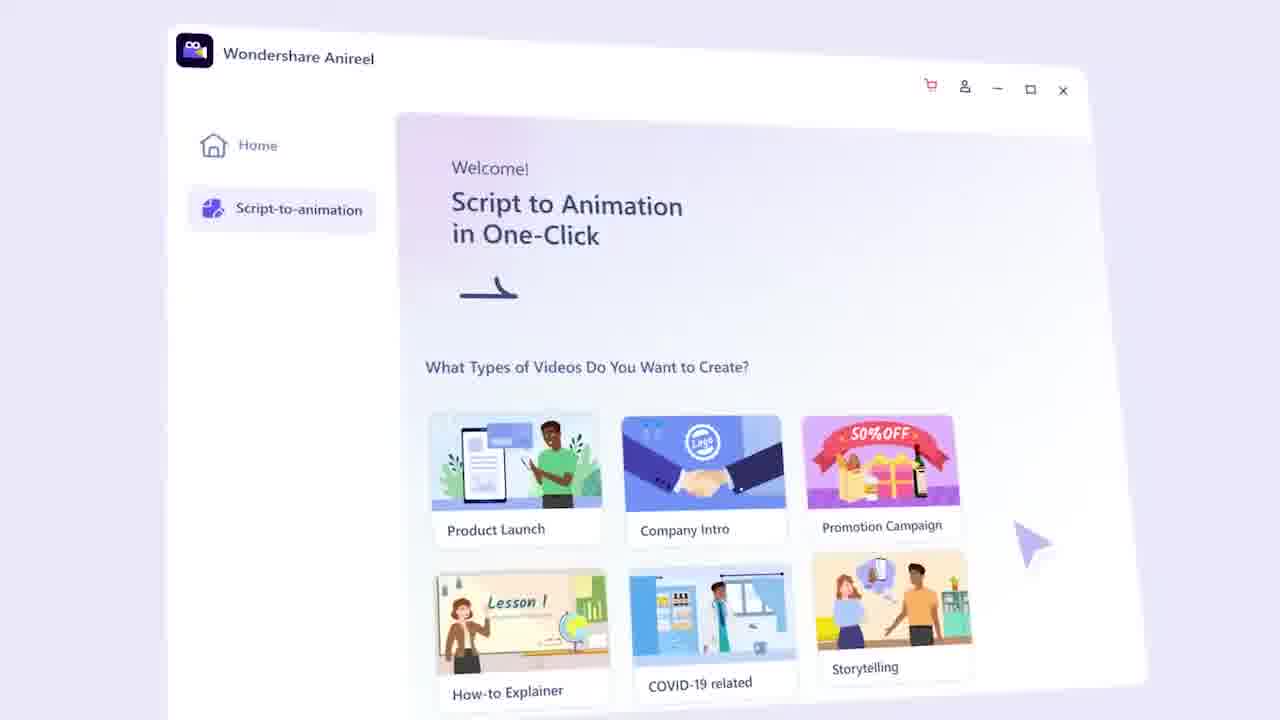 Wondershare Anireel
Home
Script-to-animation
Welcome!
Script to Animation
in One-Click
What Types of Videos Do You Want to Create?
Logo
50%OFF
Product Launch
Company Intro
Promotion Campaign
Lesson 1
How-to Explainer
COVID-19 related
Storytelling